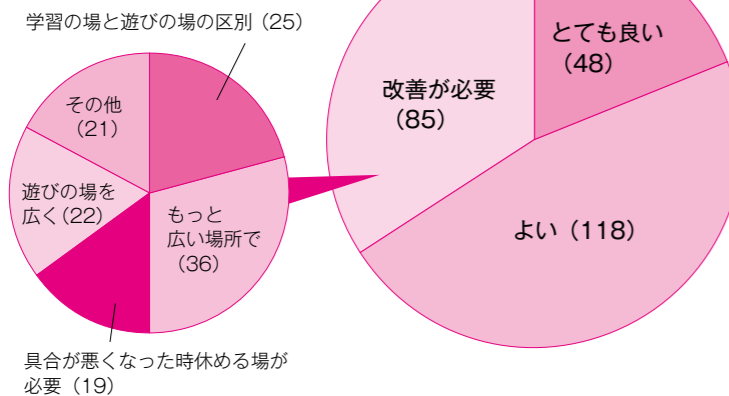 学習の場と遊びの場の区別（25）
その他
（21）
遊びの場を
広く（22）
もっと
広い場所で
（36）
具合が悪くなった時休める場が
必要（19）
とても良い
（48）
改善が必要
（85）
よい（118）